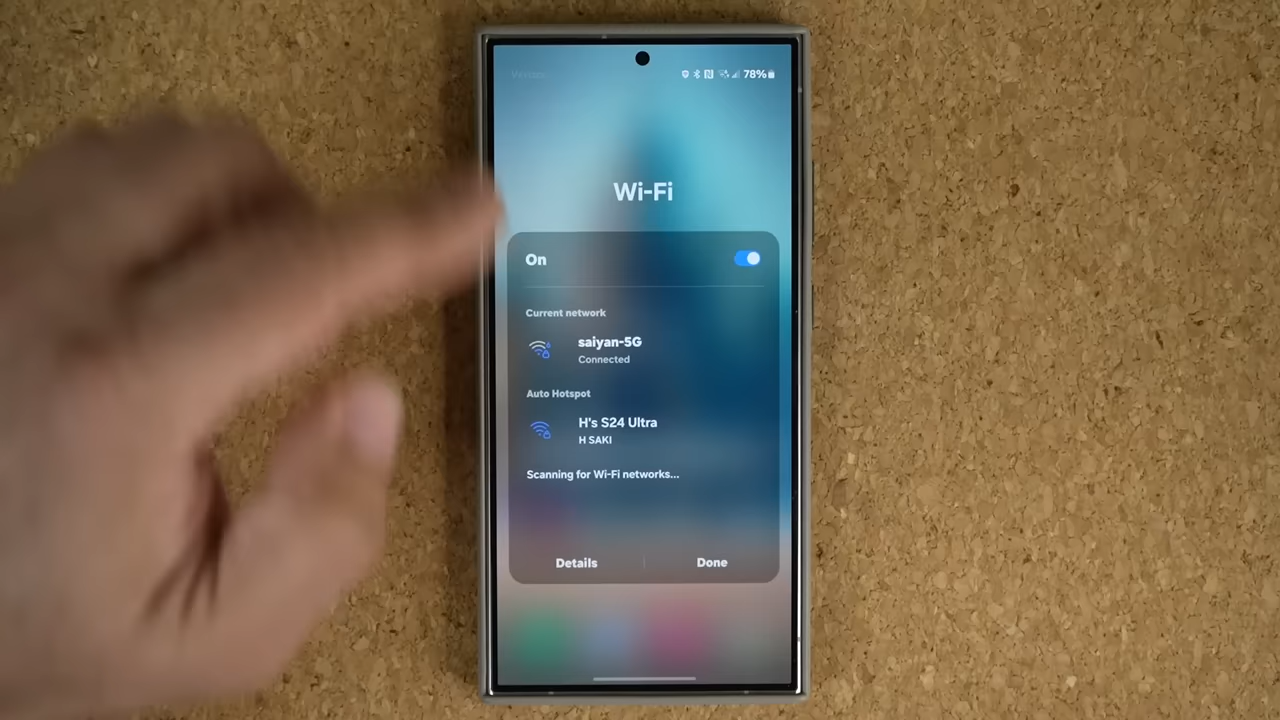 Verizon
78%
Wi-Fi
On
Current network
saiyan-5G
Connected
Auto Hotspot
H's S24 Ultra
H SAKI
Scanning for Wi-Fi networks...
Details
Done